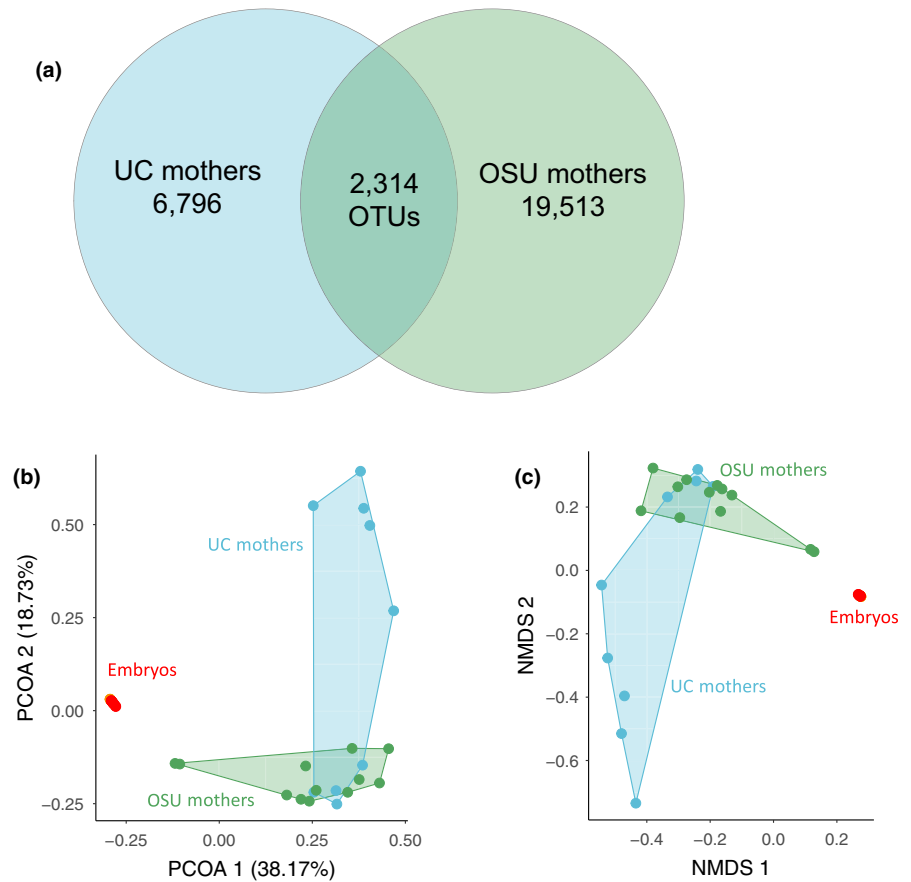 (a)
UC mothers
6,796
2,314
OTUs
OSU mothers
19,513
(b)
PCOA 2 (18.73%)
0.50
0.25
0.00
−0.25
UC mothers
Embryos
OSU mothers
−0.25
0.00
0.25
0.50
PCOA 1 (38.17%)
(c)
NMDS 2
0.2
0.0
−0.2
−0.4
−0.6
OSU mothers
Embryos
UC mothers
−0.4
−0.2
0.0
0.2
NMDS 1